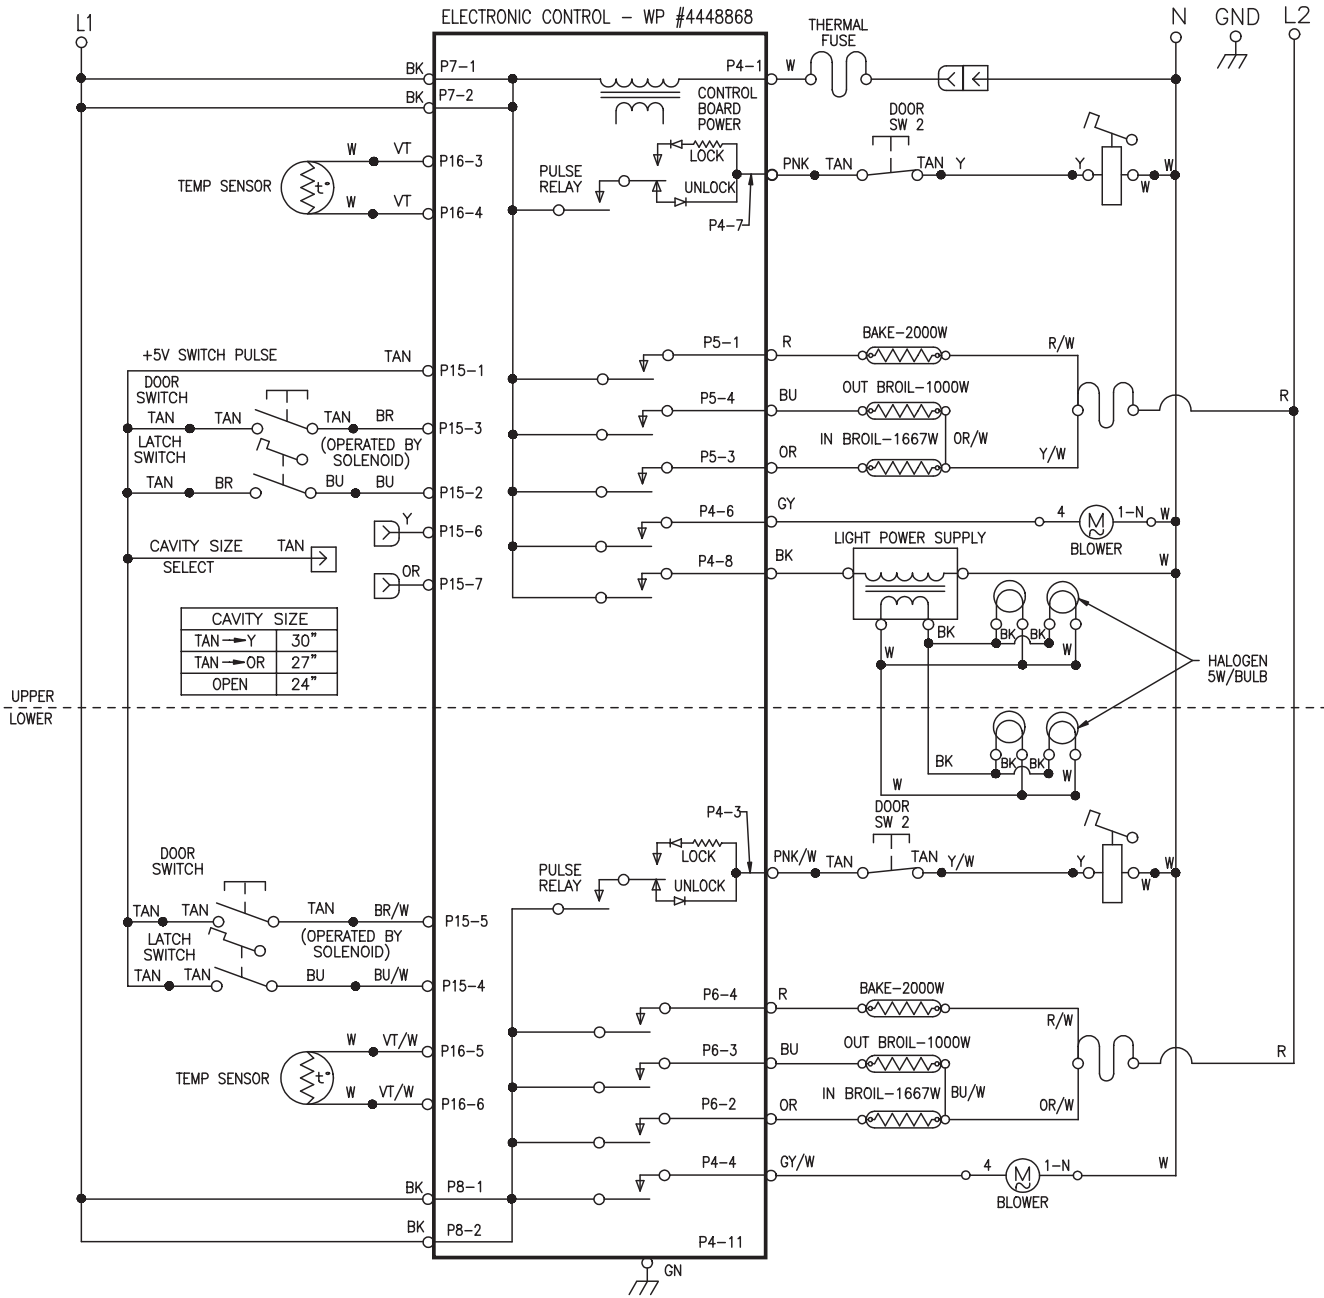 ELECTRONIC CONTROL - WP #4448868
L1
N
GND
L2
THERMAL
FUSE
BK
P7-1
P4-1
W
BK
P7-2
CONTROL
BOARD
POWER
DOOR
SW 2
W
VT
P16-3
LOCK
PNK
TAN
TAN
Y
Y
W
W
TEMP SENSOR
t°
PULSE
RELAY
UNLOCK
W
VT
P16-4
P4-7
+5V SWITCH PULSE
TAN
P15-1
P5-1
R
BAKE-2000W
R/W
DOOR
SWITCH
P5-4
BU
OUT BROIL-1000W
R
TAN
TAN
TAN
BR
P15-3
LATCH
SWITCH
(OPERATED BY
SOLENOID)
P5-3
OR
IN BROIL-1667W
OR/W
Y/W
TAN
BR
BU
BU
P15-2
P4-6
GY
4
M
1-N
W
BLOWER
Y
P15-6
CAVITY SIZE
SELECT
TAN
P4-8
BK
LIGHT POWER SUPPLY
W
OR
P15-7
CAVITY SIZE
TAN Y
30"
TAN OR
27"
OPEN
24"
BK
BK
BK
W
W
HALOGEN
5W/BULB
UPPER
LOWER
BK
BK
BK
W
W
DOOR
SW 2
P4-3
LOCK
PNK/W
TAN
TAN
Y/W
Y
W
W
DOOR
SWITCH
PULSE
RELAY
UNLOCK
TAN
TAN
TAN
BR/W
P15-5
LATCH
SWITCH
(OPERATED BY
SOLENOID)
TAN
TAN
BU
BU/W
P15-4
P6-4
R
BAKE-2000W
R/W
W
VT/W
P16-5
P6-3
BU
OUT BROIL-1000W
R
TEMP SENSOR
t°
W
VT/W
P16-6
P6-2
OR
IN BROIL-1667W
BU/W
OR/W
P4-4
GY/W
4
M
1-N
W
BLOWER
BK
P8-1
BK
P8-2
P4-11
GN